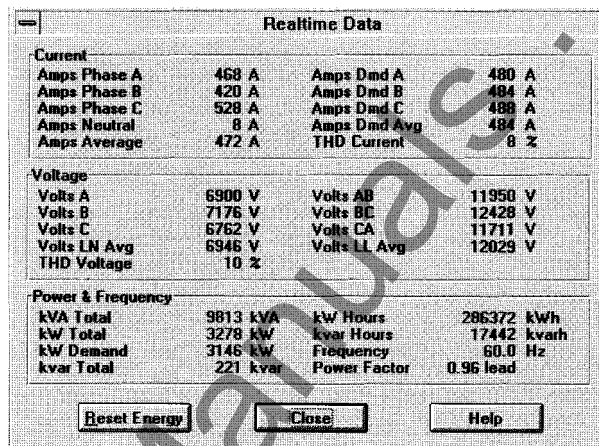 Realtime Data
Current
Amps Phase A 468 A Amps Dmd A 480 A
Amps Phase B 420 A Amps Dmd B 484 A
Amps Phase C 528 A Amps Dmd C 488 A
Amps Neutral 8 A Amps Dmd Avg 484 A
Amps Average 472 A THD Current 8 %
Voltage
Volts A 6900 V Volts AB 11950 V
Volts B 7176 V Volts BC 12428 V
Volts C 6762 V Volts CA 11711 V
Volts LN Avg 6946 V Volts LL Avg 12029 V
THD Voltage 10 %
Power & Frequency
kVA Total 9813 kVA kW Hours 286372 kWh
kW Total 3278 kW kvar Hours 17442 kvarh
kW Demand 3146 kW Frequency 60.0 Hz
kvar Total 221 kvar Power Factor 0.96 lead
Reset Energy Close Help